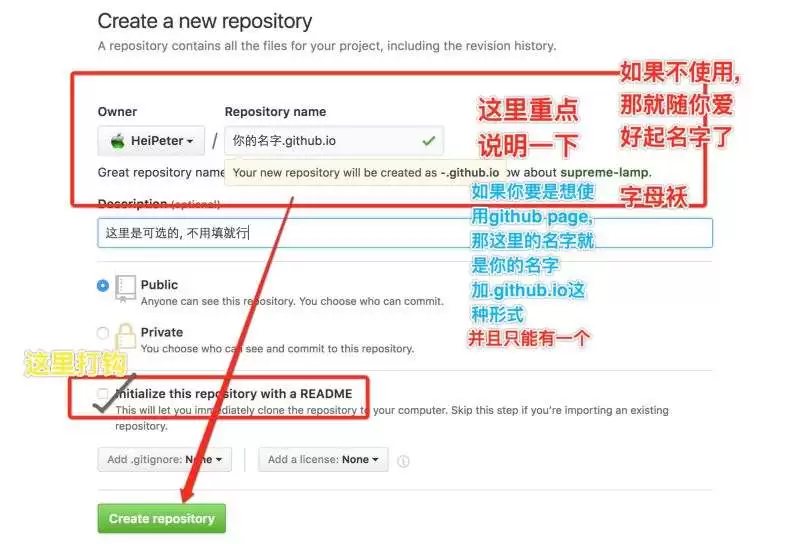 Create a new repository
A repository contains all the files for your project, including the revision history.
如果不使用,
那就随你爱
好起名字了
字母袄
Owner
Repository name
这里重点
说明一下
HeiPeter
/
你的名字.github.io
Great repository name
Your new repository will be created as -.github.io
ow about supreme-lamp.
Description (optional)
这里是可选的, 不用填就行
如果你要是想使
用github page,
那这里的名字就
是你的名字
加.github.io这
种形式
并且只能有一个
Public
Anyone can see this repository. You choose who can commit.
Private
You choose who can see and commit to this repository.
这里打钩
Initialize this repository with a README
This will let you immediately clone the repository to your computer. Skip this step if you're importing an existing
repository.
Add .gitignore: None
Add a license: None
Create repository